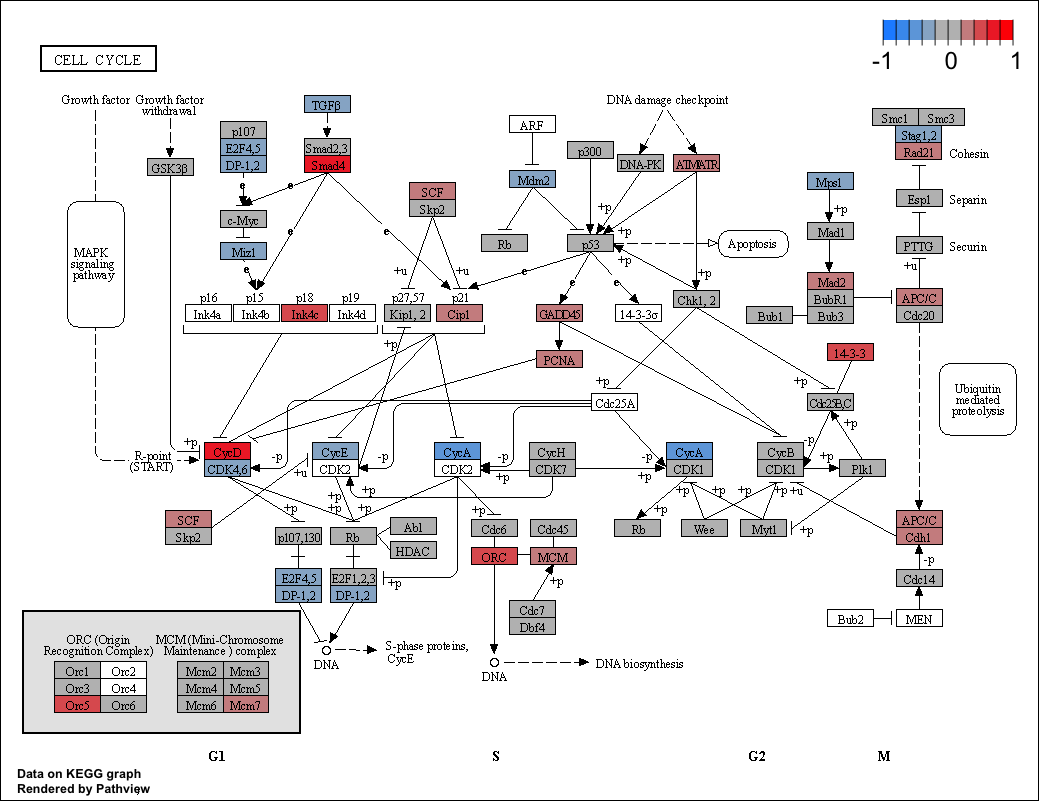 -1
0
1
CELL CYCLE
Growth factor
Growth factor
withdrawal
TGFβ
DNA damage checkpoint
ARF
p107
E2F4,5
DP-1,2
Smad2,3
Smad4
GSK3β
p300
DNA-PK
ATMATR
Smc1
Smc3
Stag1,2
Rad21
Cohesin
e
SCF
Skp2
Mdm2
Mps1
+p
Esp1
Separin
c-Myc
e
e
+p
Mad1
MAPK
signaling
pathway
Miz1
Rb
p53
+p
Apoptosis
PTTG
Securin
e
+u
+u
e
e
e
+p
+u
Mad2
BubR1
Bub3
Bub1
APC/C
Cdc20
p16
Ink4a
p15
Ink4b
p18
Ink4c
p19
Ink4d
p27,57
Kip1, 2
p21
Cip1
GADD45
14-3-3σ
Chk1, 2
+p
PCNA
14-3-3
+p
+p
Cdc25A
Cdc25B,C
Ubiquitin
mediated
proteolysis
R-point
(START)
+p
CycD
CDK4,6
-p
CycE
CDK2
-p
CycA
CDK2
-p
+p
CycH
CDK7
-p
+p
CycA
CDK1
CycB
CDK1
-p
+p
+p
Plk1
+u
+p
+p
+p
+p
+p
+p
+p
+p
+u
SCF
Skp2
p107,130
Rb
Abl
HDAC
Cdc6
Cdc45
ORC
MCM
Rb
Wee
Myt1
+p
APC/C
Cdh1
-p
E2F4,5
DP-1,2
E2F1,2,3
DP-1,2
+p
+p
Cdc7
Dbf4
Cdc14
Bub2
MEN
DNA
S-phase proteins,
CycE
DNA
DNA biosynthesis
ORC (Origin
Recognition Complex)
MCM (Mini-Chromosome
Maintenance ) complex
Orc1
Orc2
Mcm2
Mcm3
Orc3
Orc4
Mcm4
Mcm5
Orc5
Orc6
Mcm6
Mcm7
G1
S
G2
M
Data on KEGG graph
Rendered by Pathview